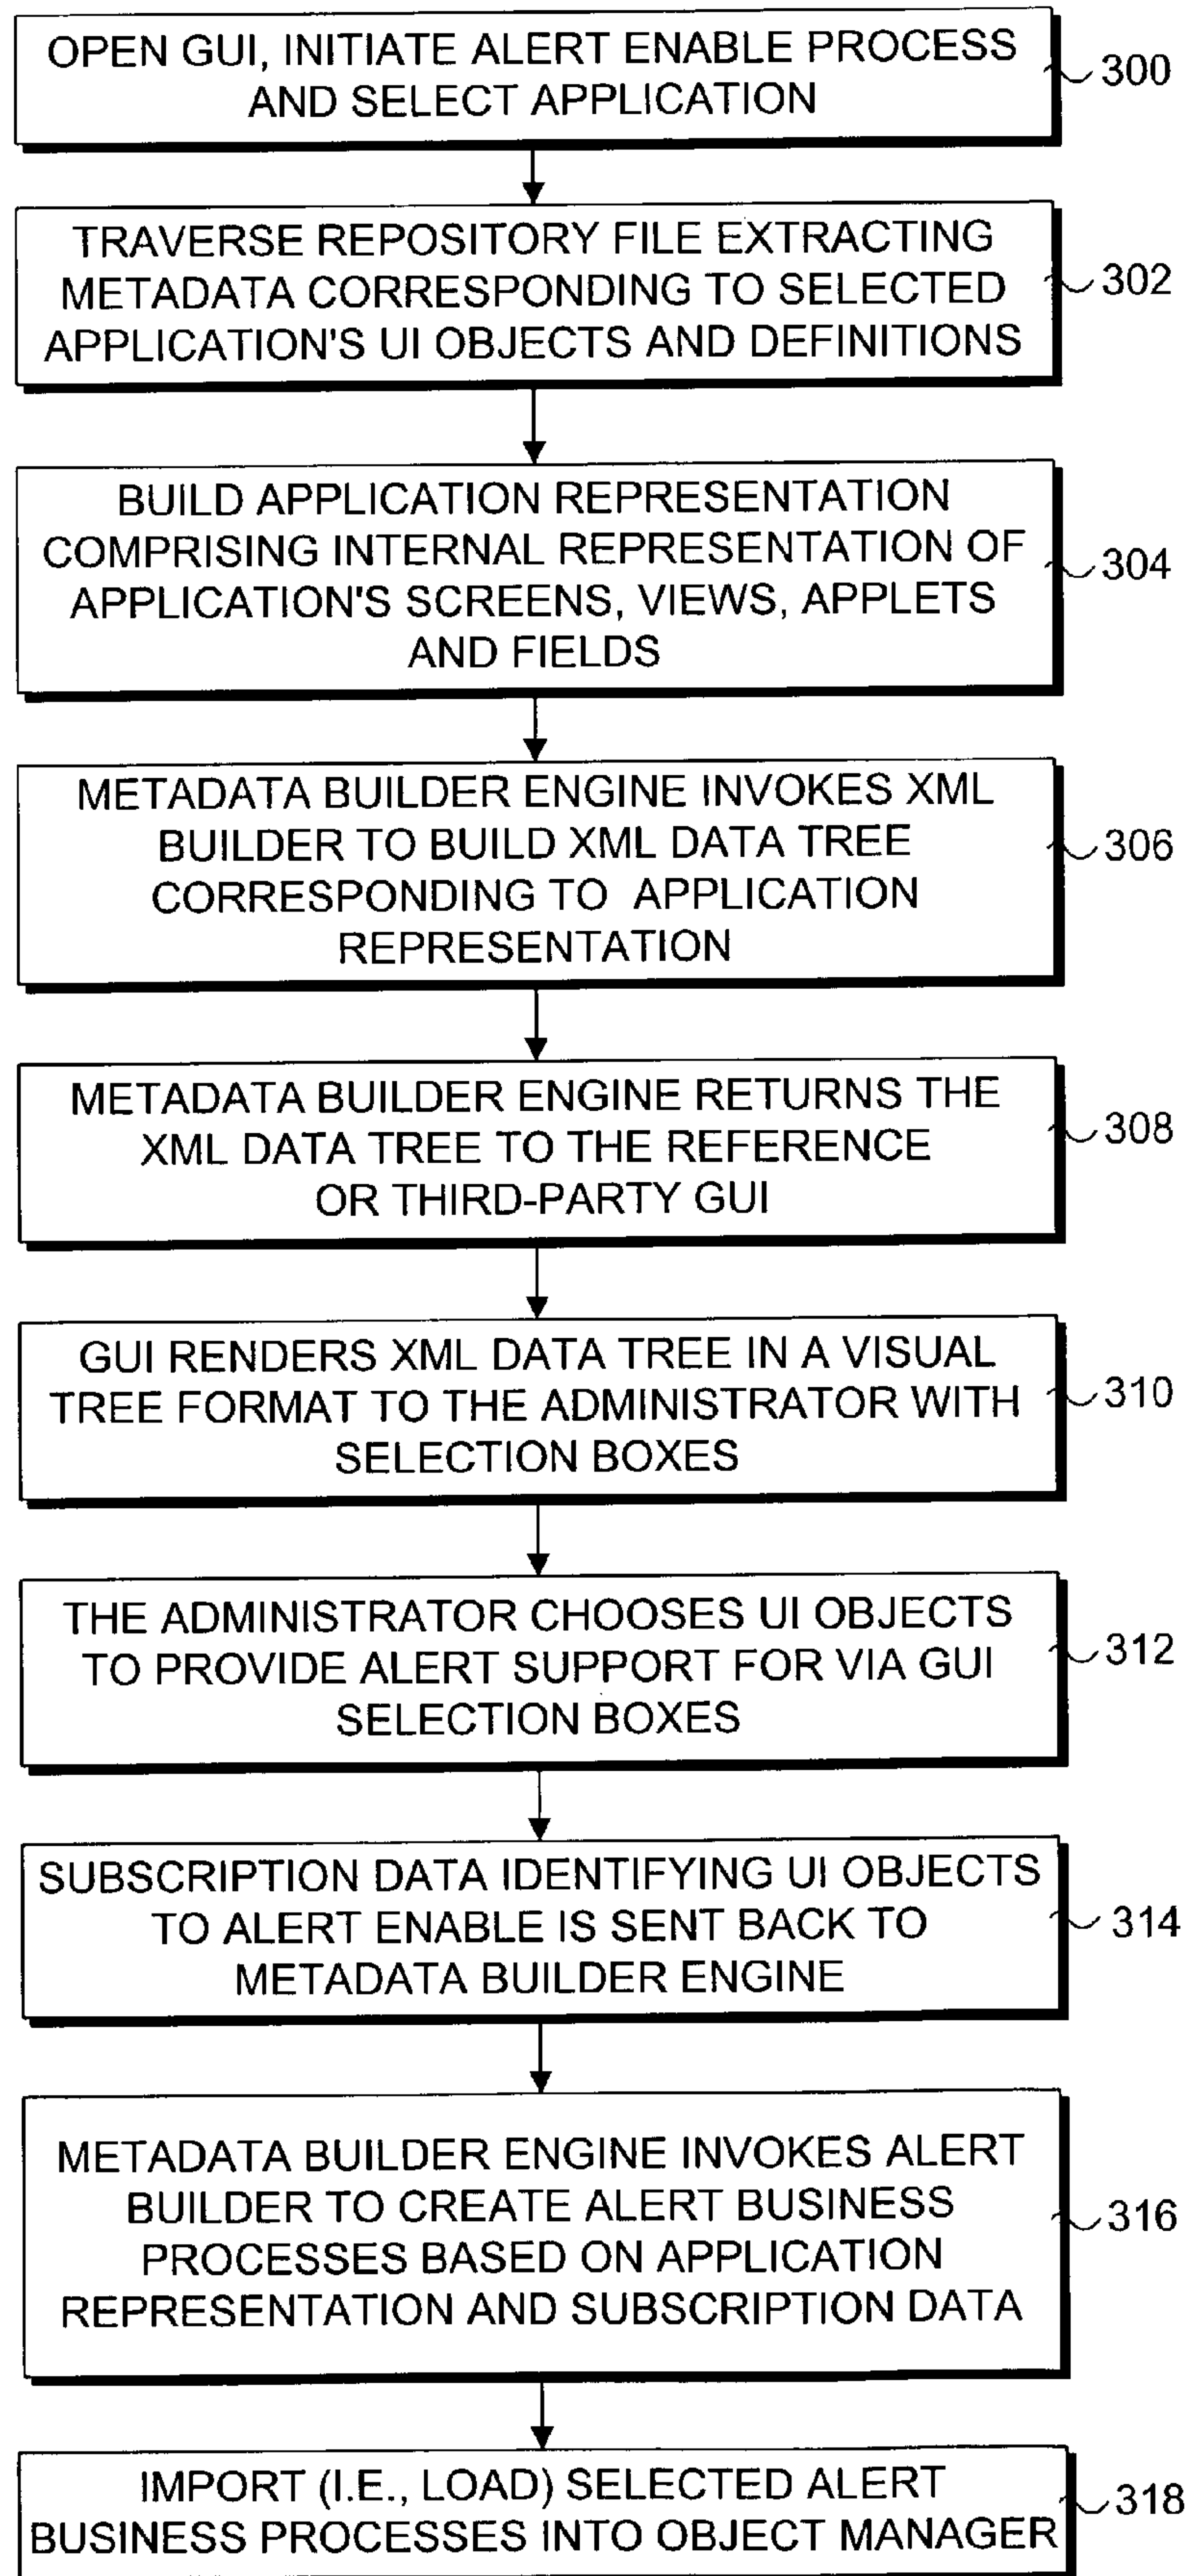 OPEN GUI, INITIATE ALERT ENABLE PROCESS
AND SELECT APPLICATION
300
TRAVERSE REPOSITORY FILE EXTRACTING
METADATA CORRESPONDING TO SELECTED
APPLICATION'S UI OBJECTS AND DEFINITIONS
302
BUILD APPLICATION REPRESENTATION
COMPRISING INTERNAL REPRESENTATION OF
APPLICATION'S SCREENS, VIEWS, APPLETS
AND FIELDS
304
METADATA BUILDER ENGINE INVOKES XML
BUILDER TO BUILD XML DATA TREE
CORRESPONDING TO APPLICATION
REPRESENTATION
306
METADATA BUILDER ENGINE RETURNS THE
XML DATA TREE TO THE REFERENCE
OR THIRD-PARTY GUI
308
GUI RENDERS XML DATA TREE IN A VISUAL
TREE FORMAT TO THE ADMINISTRATOR WITH
SELECTION BOXES
310
THE ADMINISTRATOR CHOOSES UI OBJECTS
TO PROVIDE ALERT SUPPORT FOR VIA GUI
SELECTION BOXES
312
SUBSCRIPTION DATA IDENTIFYING UI OBJECTS
TO ALERT ENABLE IS SENT BACK TO
METADATA BUILDER ENGINE
314
METADATA BUILDER ENGINE INVOKES ALERT
BUILDER TO CREATE ALERT BUSINESS
PROCESSES BASED ON APPLICATION
REPRESENTATION AND SUBSCRIPTION DATA
316
IMPORT (I.E., LOAD) SELECTED ALERT
BUSINESS PROCESSES INTO OBJECT MANAGER
318